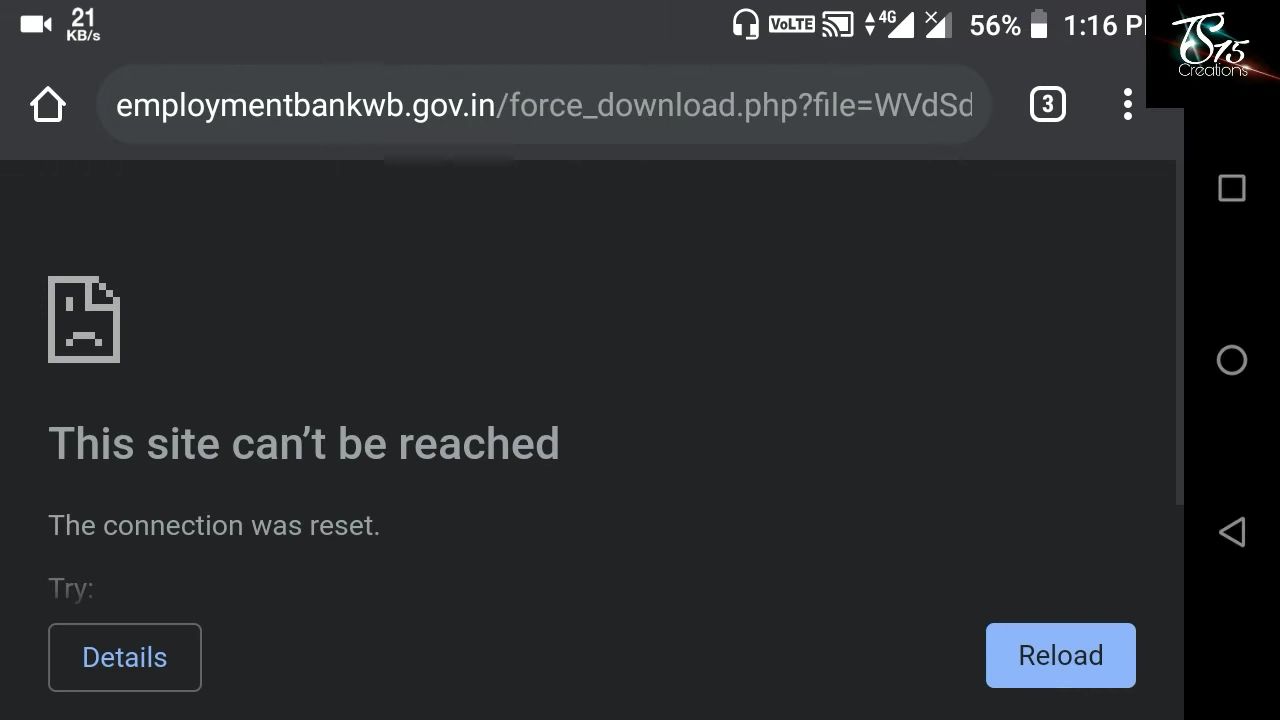 21
KB/s
VoLTE
4G
56%
1:16 P
TS15
Creations
employmentbankwb.gov.in/force_download.php?file=WVdSd
3
This site can’t be reached
The connection was reset.
Try:
Details
Reload